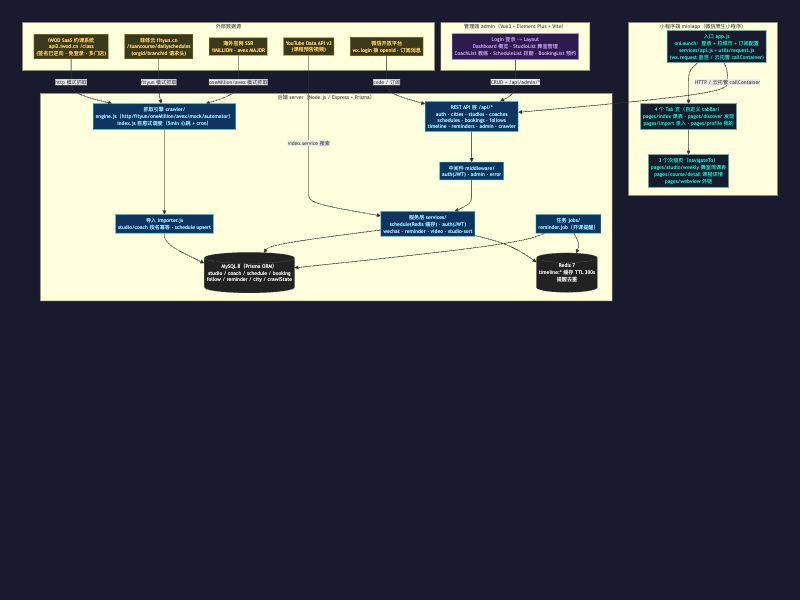 外部数据源
IWOD SaaS 约课系统
api2.iwod.cn /class
(签名已逆向 · 免登录 · 多门店)
菲特云 fityun.cn
/tuancourse/dailyschedules
(orgid/branchid 请求头)
海外官网 SSR
1MILLION · avex MAJOR
YouTube Data API v3
(课程预告视频)
微信开放平台
wx.login 换 openid · 订阅消息
管理端 admin (Vue3 + Element Plus + Vite)
Login 登录 → Layout
Dashboard 概览 · StudioList 舞室管理
CoachList 教练 · ScheduleList 排期 · BookingList 预约
小程序端 miniapp (微信原生小程序)
入口 app.js
onLaunch: 登录 + 拉城市 + 订阅配置
services/api.js + utils/request.js
(wx.request 直连 / 云托管 callContainer)
http 模式抓取
fityun 模式抓取
oneMillion/avex 模式抓取
code / 订阅
CRUD + /api/admin/*
HTTP / 云托管 callContainer
后端 server (Node.js / Express + Prisma)
抓取引擎 crawler/
engine.js (http/fityun/oneMillion/avex/mock/automator)
index.js 自愈式调度 (5min 心跳 + cron)
REST API 层 /api/*
auth · cities · studios · coaches
schedules · bookings · follows
timeline · reminders · admin · crawler
4 个 Tab 页 (自定义 tabBar)
pages/index 课表 · pages/discover 发现
pages/import 录入 · pages/profile 我的
video.service 搜索
中间件 middleware/
auth(JWT) · admin · error
3 个次级页 (navigateTo)
pages/studio/weekly 舞室周课表
pages/course/detail 课程详情
pages/webview 外链
导入 importer.js
studio/coach 按名幂等 · schedule upsert
服务层 services/
schedule(Redis 缓存) · auth(JWT)
wechat · reminder · video · studio-sort
任务 jobs/
reminder.job (开课提醒)
MySQL 8 (Prisma ORM)
studio / coach / schedule / booking
follow / reminder / city / crawlState
Redis 7
timeline:* 缓存 TTL 300s
提醒去重